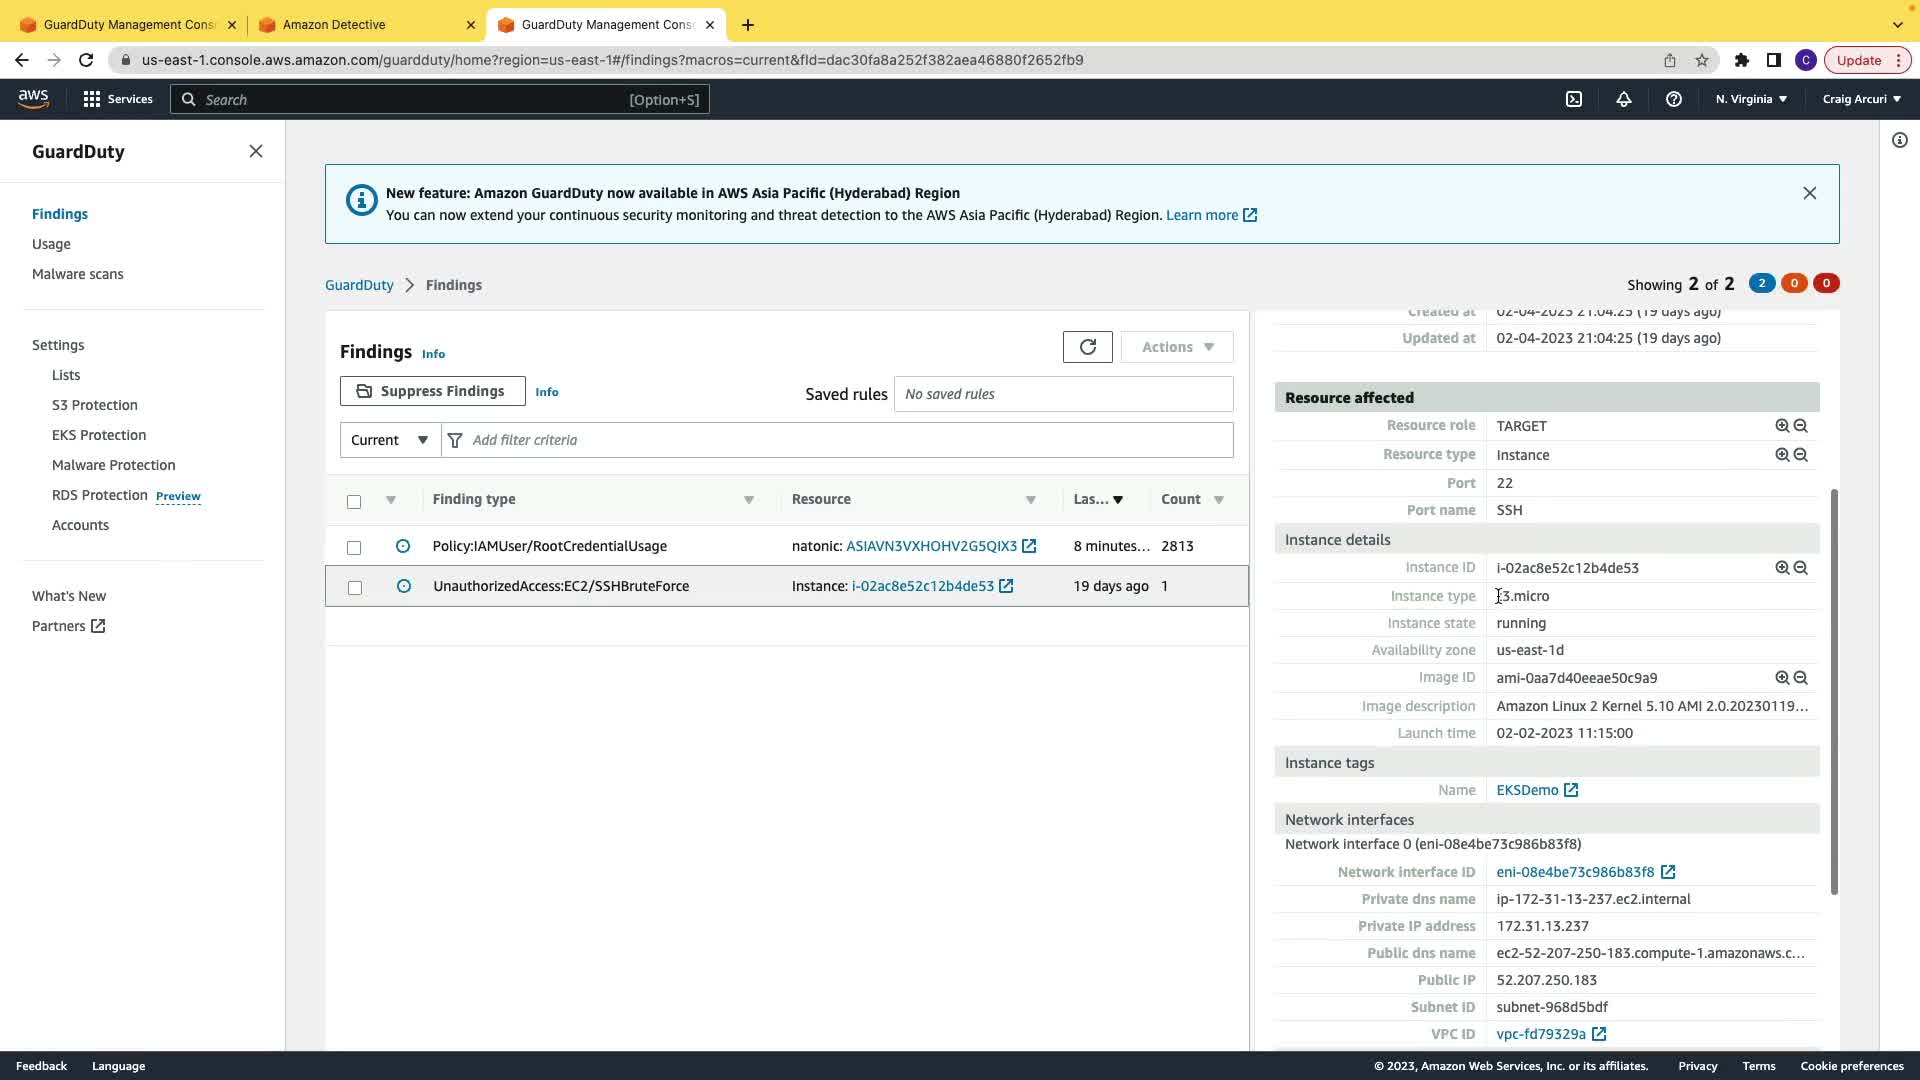 GuardDuty Management Cons
Amazon Detective
GuardDuty Management Cons
us-east-1.console.aws.amazon.com/guardduty/home?region=us-east-1#/findings?macros=current&fId=dac30fa8a252f382aea46880f2652fb9
C
Update
aws
Services
Search
[Option+S]
N. Virginia
Craig Arcuri
GuardDuty
Findings
Usage
Malware scans
Settings
Lists
S3 Protection
EKS Protection
Malware Protection
RDS Protection Preview
Accounts
What's New
Partners
New feature: Amazon GuardDuty now available in AWS Asia Pacific (Hyderabad) Region
You can now extend your continuous security monitoring and threat detection to the AWS Asia Pacific (Hyderabad) Region. Learn more
GuardDuty > Findings
Showing 2 of 2 2 0 0
Findings Info
Actions
Suppress Findings Info
Saved rules No saved rules
Current Add filter criteria
Finding type Resource Las... Count
Policy:IAMUser/RootCredentialUsage natonic: ASIAVN3VXHOHV2G5QIX3 8 minutes... 2813
UnauthorizedAccess:EC2/SSHBruteForce Instance: i-02ac8e52c12b4de53 19 days ago 1
Created at 02-04-2023 21:04:25 (19 days ago)
Updated at 02-04-2023 21:04:25 (19 days ago)
Resource affected
Resource role TARGET
Resource type Instance
Port 22
Port name SSH
Instance details
Instance ID i-02ac8e52c12b4de53
Instance type t3.micro
Instance state running
Availability zone us-east-1d
Image ID ami-0aa7d40eeae50c9a9
Image description Amazon Linux 2 Kernel 5.10 AMI 2.0.20230119...
Launch time 02-02-2023 11:15:00
Instance tags
Name EKSDemo
Network interfaces
Network interface 0 (eni-08e4be73c986b83f8)
Network interface ID eni-08e4be73c986b83f8
Private dns name ip-172-31-13-237.ec2.internal
Private IP address 172.31.13.237
Public dns name ec2-52-207-250-183.compute-1.amazonaws.c...
Public IP 52.207.250.183
Subnet ID subnet-968d5bdf
VPC ID vpc-fd79329a
Feedback
Language
© 2023, Amazon Web Services, Inc. or its affiliates.
Privacy
Terms
Cookie preferences